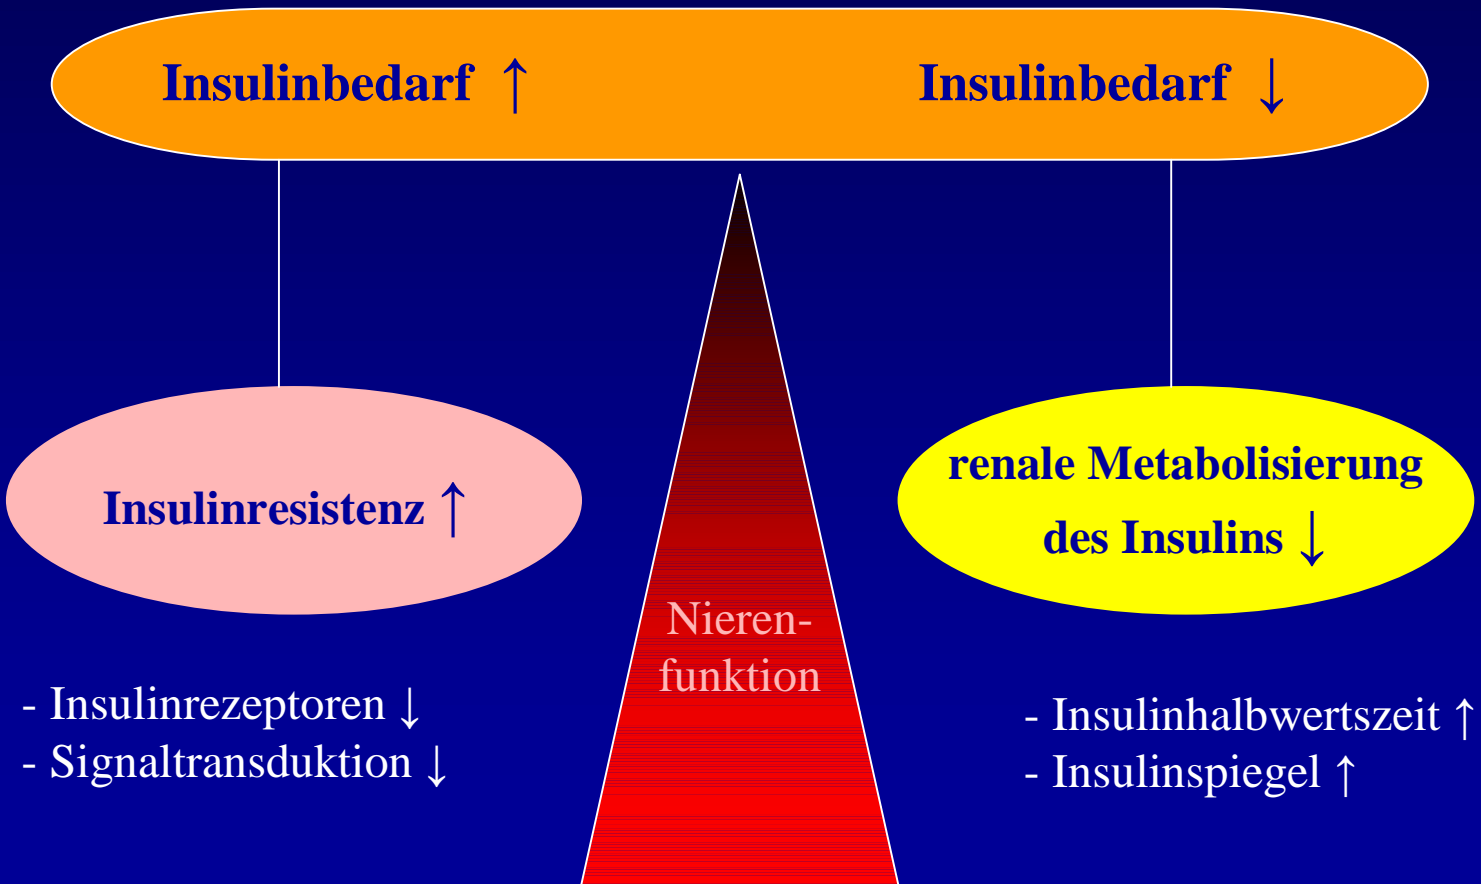 Insulinbedarf ↑
Insulinbedarf ↓
Insulinresistenz ↑
renale Metabolisierung
des Insulins ↓
Nieren-
funktion
- Insulinrezeptoren ↓
- Signaltransduktion ↓
- Insulinhalbwertszeit ↑
- Insulinspiegel ↑